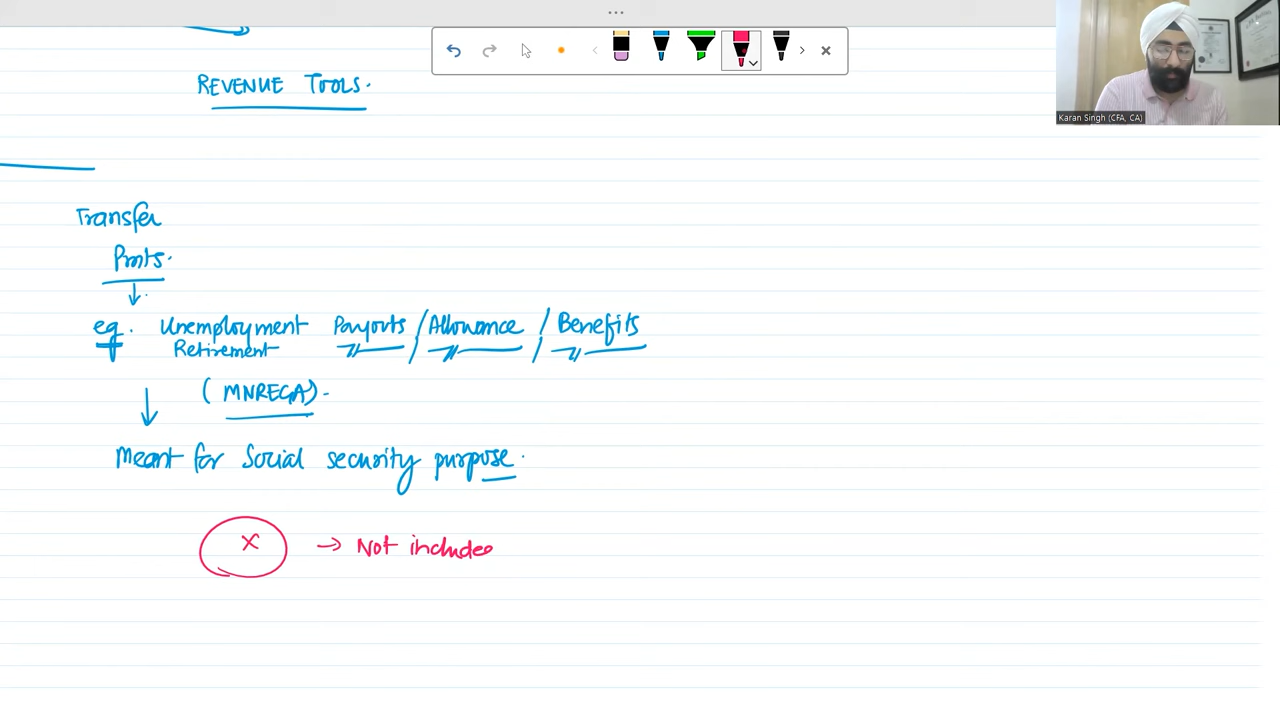 REVENUE TOOLS.
Karan Singh (CFA, CA)
Transfer
Pmts.
eg. Unemployment Payouts / Allowance / Benefits
Retirement
(MNREGA).
Meant for Social security purpose.
X → Not include